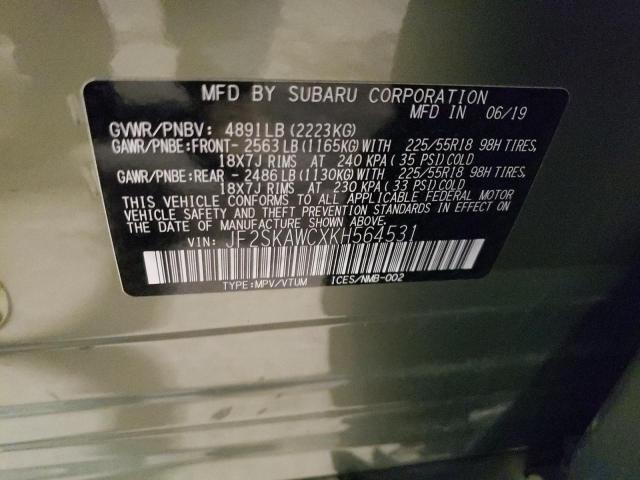 MFD BY SUBARU CORPORATION
MFD IN 06/19
GVWR/PNBV: 4891LB(2223KG)
GAWR/PNBE:FRONT- 2563LB(1165KG)WITH 225/55R18 98H TIRES,
18X7J RIMS AT 240 KPA(35 PSI)COLD
GAWR/PNBE:REAR - 2486LB(1130KG)WITH 225/55R18 98H TIRES,
18X7J RIMS AT 230 KPA(33 PSI)COLD
THIS VEHICLE CONFORMS TO ALL APPLICABLE FEDERAL MOTOR
VEHICLE SAFETY AND THEFT PREVENTION STANDARDS IN EFFECT ON
THE DATE OF MANUFACTURE SHOWN ABOVE.
VIN: JF2SKAWCXKH564531
TYPE:MPV/VTUM ICES/NMB-002